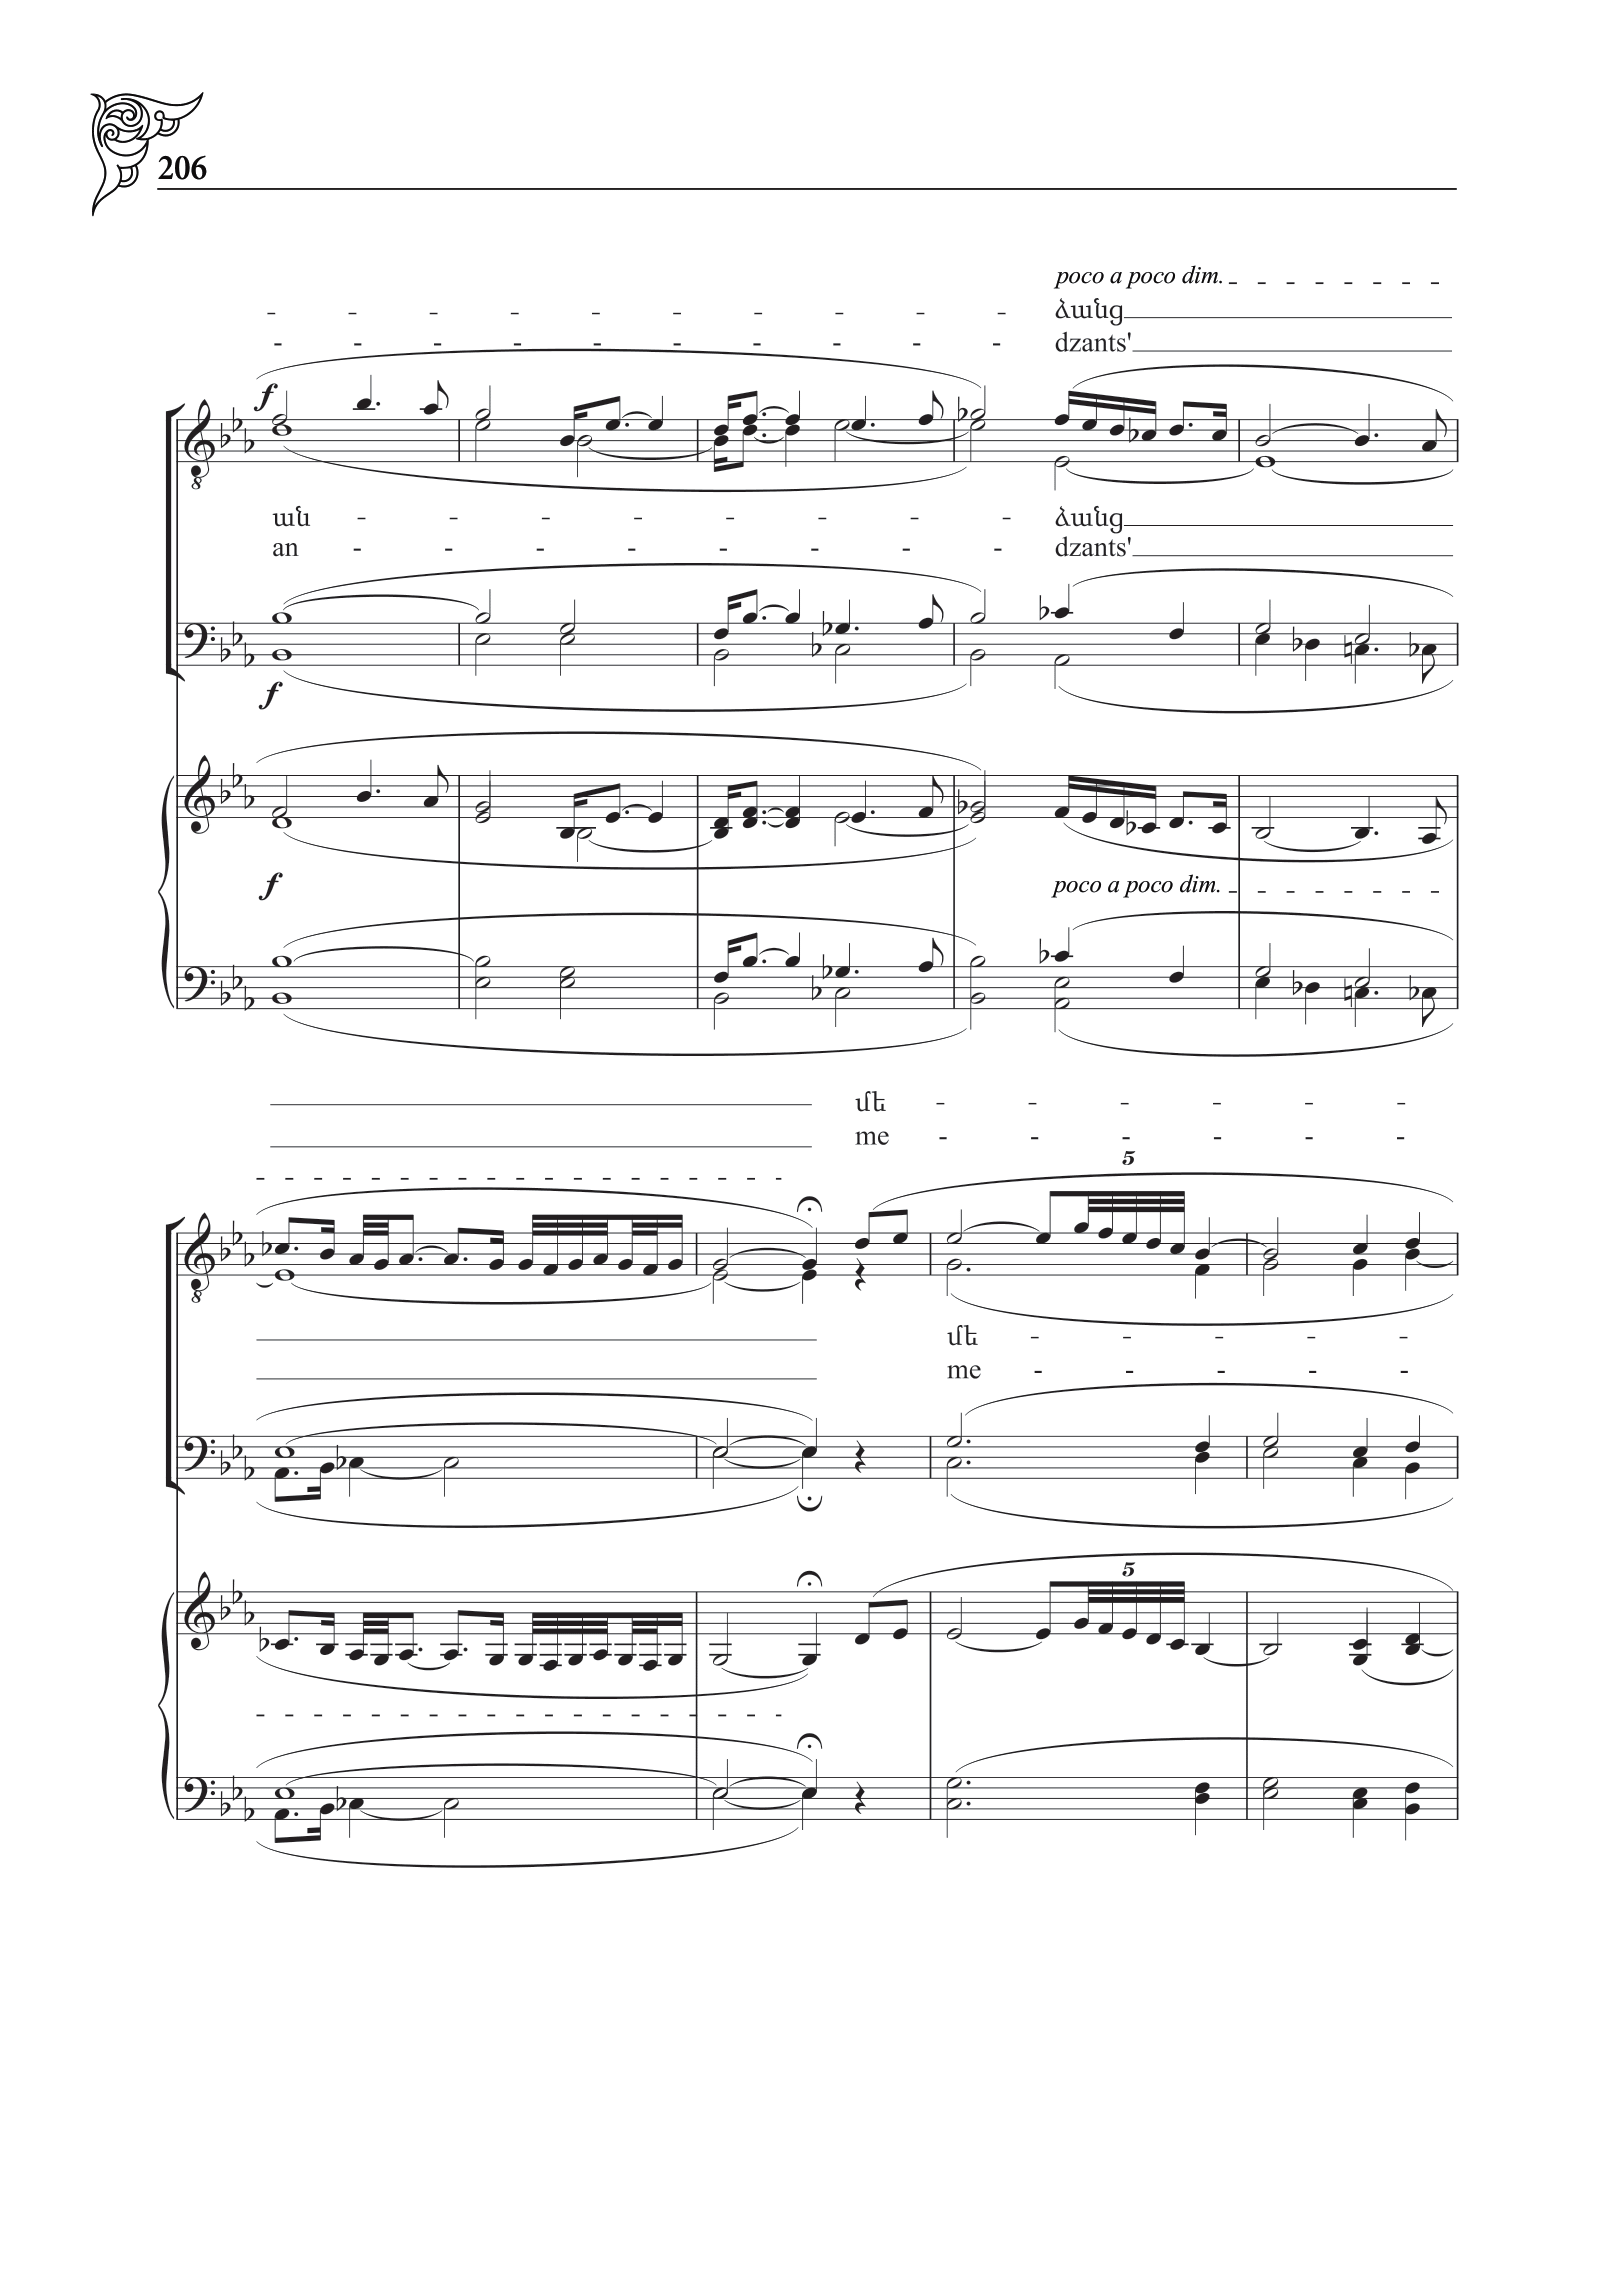 206
poco a poco dim.
ձանց
dzants'
f
ան - ձանց
an - dzants'
f
f
poco a poco dim.
մե -
me -
5
մե -
me -
5